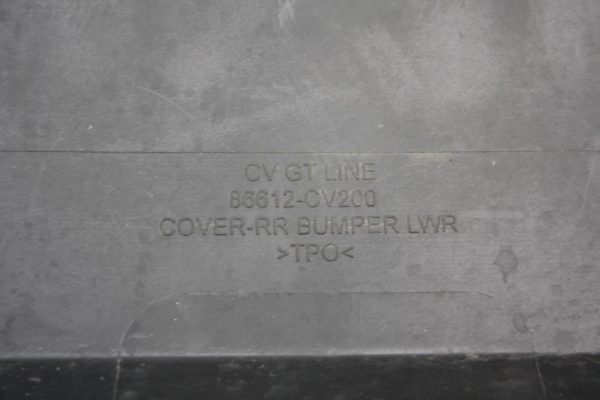 CV GT LINE
86612-CV200
COVER-RR BUMPER LWR
>TPO<